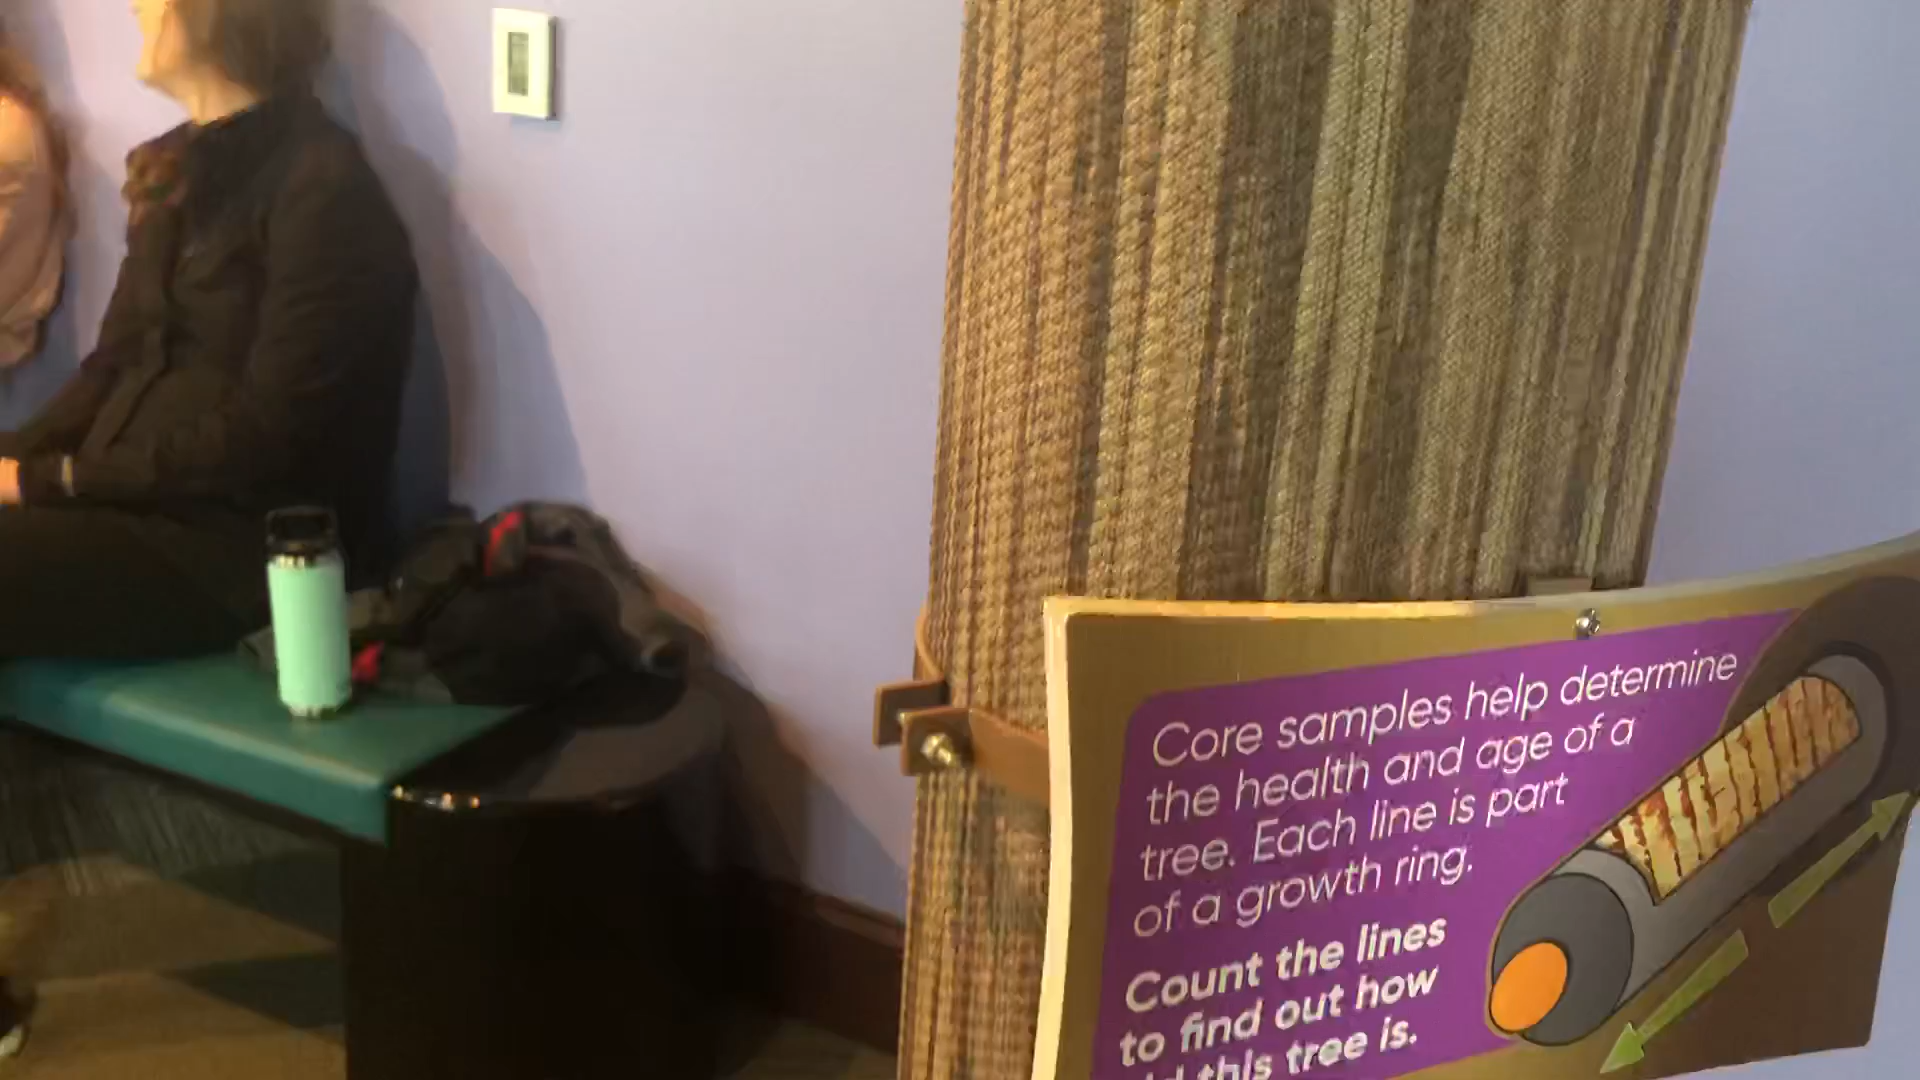 Core samples help determine
the health and age of a
tree. Each line is part
of a growth ring.
Count the lines
to find out how
this tree is.